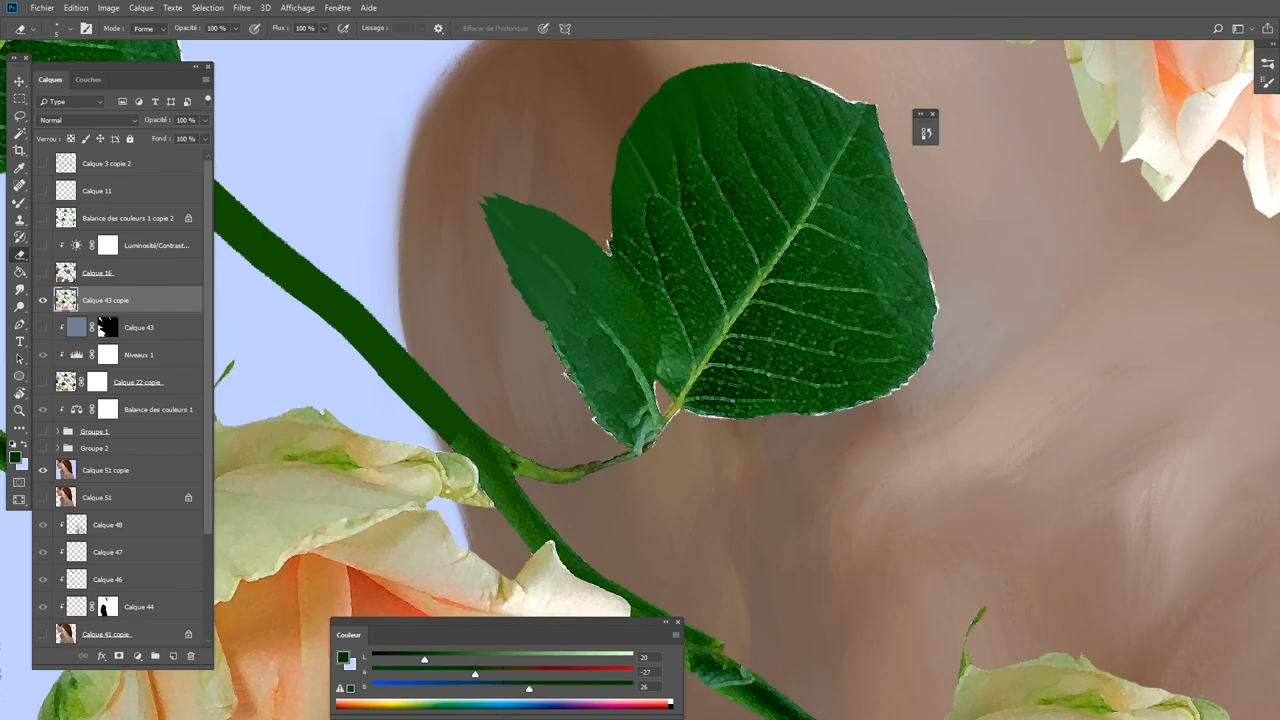 Ps Fichier Edition Image Calque Texte Sélection Filtre 3D Affichage Fenêtre Aide
5 Mode : Forme Opacité : 100 % Flux : 100 % Lissage : Effacer de l'historique
Calques Couches
Type
Normal Opacité : 100 %
Verrou : Fond : 100 %
Calque 3 copie 2
Calque 11
Balance des couleurs 1 copie 2
Luminosité/Contrast...
Calque 16
Calque 43 copie
Calque 43
Niveaux 1
Calque 22 copie
Balance des couleurs 1
Groupe 1
Groupe 2
Calque 51 copie
Calque 51
Calque 48
Calque 47
Calque 46
Calque 44
Calque 41 copie
fx
Couleur
L 20
a -27
b 26